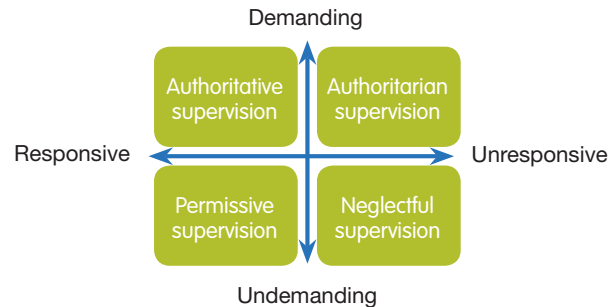 Demanding
Authoritative
supervision
Authoritarian
supervision
Responsive
Unresponsive
Permissive
supervision
Neglectful
supervision
Undemanding